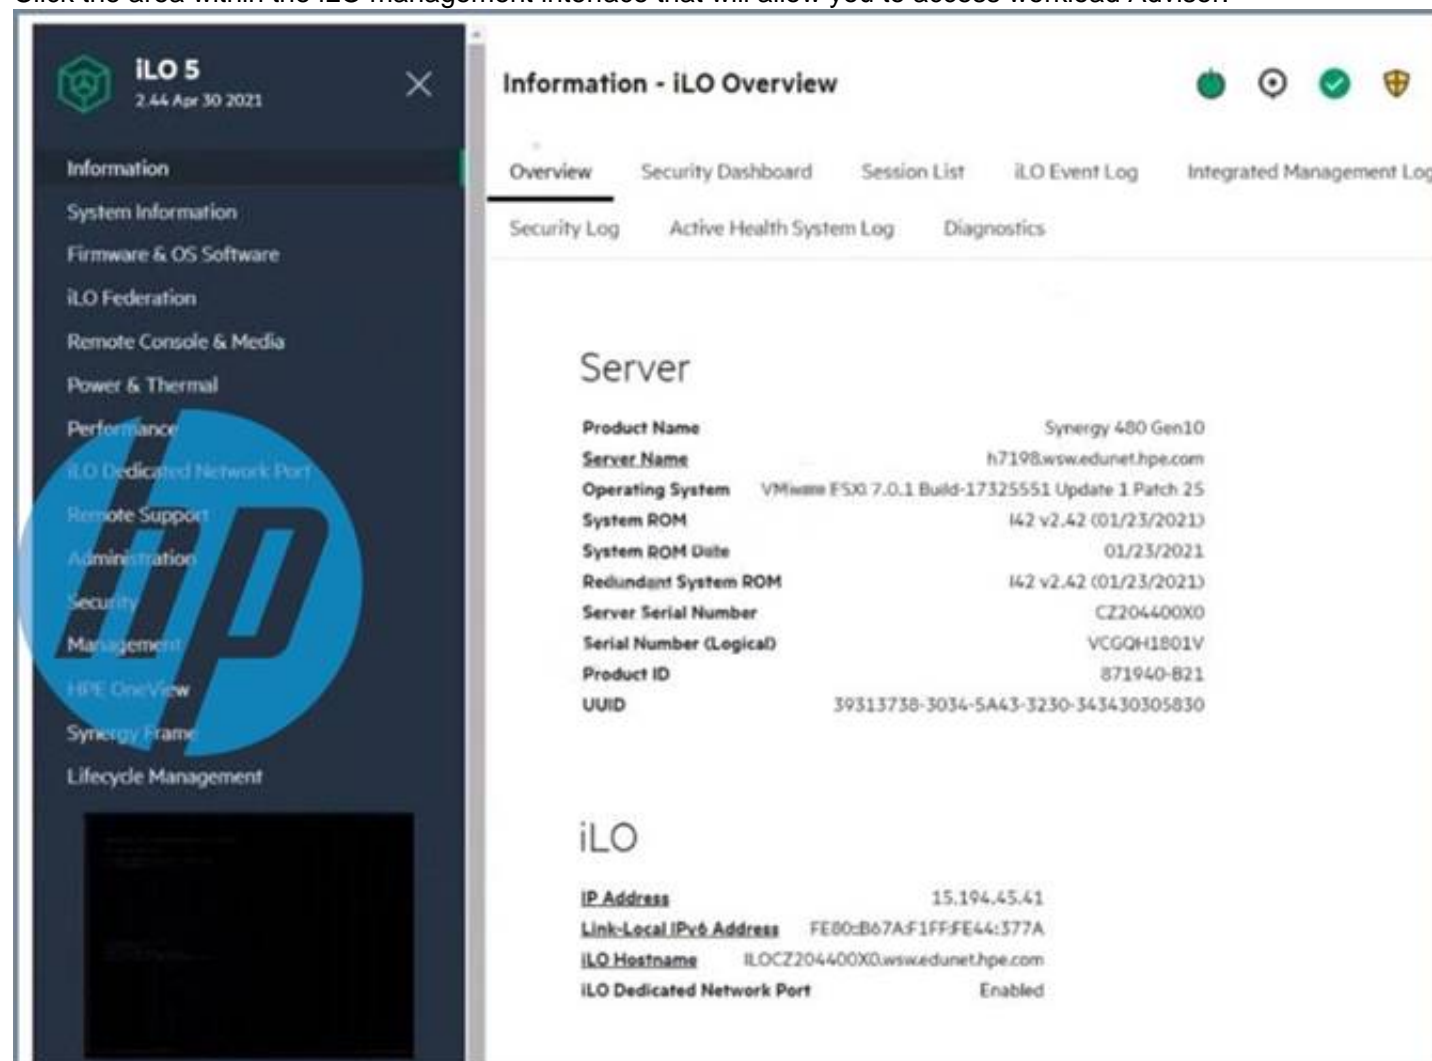 Click the area within the iLO management interface that will allow you to access workload Advisor.
iLO 5
2.44 Apr 30 2021
Information
System Information
Firmware & OS Software
iLO Federation
Remote Console & Media
Power & Thermal
Performance
iLO Dedicated Network Port
Remote Support
Administration
Security
Management
HPE OneView
Synergy Frame
Lifecycle Management
hp
Information - iLO Overview
Overview Security Dashboard Session List iLO Event Log Integrated Management Log
Security Log Active Health System Log Diagnostics
Server
Product Name Synergy 480 Gen10
Server Name h7198.wsw.edunet.hpe.com
Operating System VMware ESXi 7.0.1 Build-17325551 Update 1 Patch 25
System ROM I42 v2.42 (01/23/2021)
System ROM Date 01/23/2021
Redundant System ROM I42 v2.42 (01/23/2021)
Server Serial Number CZ204400X0
Serial Number (Logical) VCGQH1801V
Product ID 871940-B21
UUID 39313738-3034-5A43-3230-343430305830
iLO
IP Address 15.194.45.41
Link-Local IPv6 Address FE80::B67A:F1FF:FE44:377A
iLO Hostname ILOCZ204400X0.wsw.edunet.hpe.com
iLO Dedicated Network Port Enabled